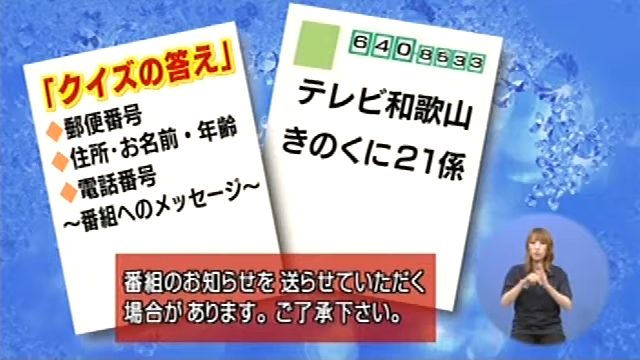 「クイズの答え」
◆郵便番号
◆住所・お名前・年齢
◆電話番号
～番組へのメッセージ～
6408533
テレビ和歌山
きのくに21係
番組のお知らせを 送らせていただく
場合が あります。ご了承下さい。